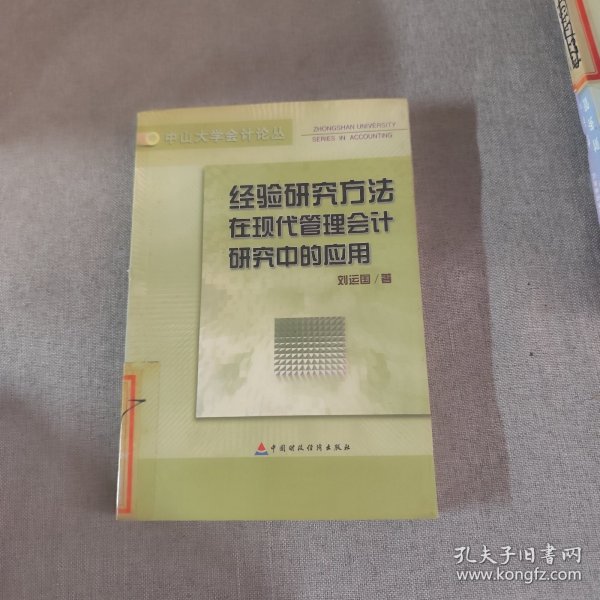 中山大学会计论丛
ZHONGSHAN UNIVERSITY
SERIES IN ACCOUNTING
经验研究方法
在现代管理会计
研究中的应用
刘运国/著
中国财政经济出版社
孔夫子旧书网
www.kongfz.com